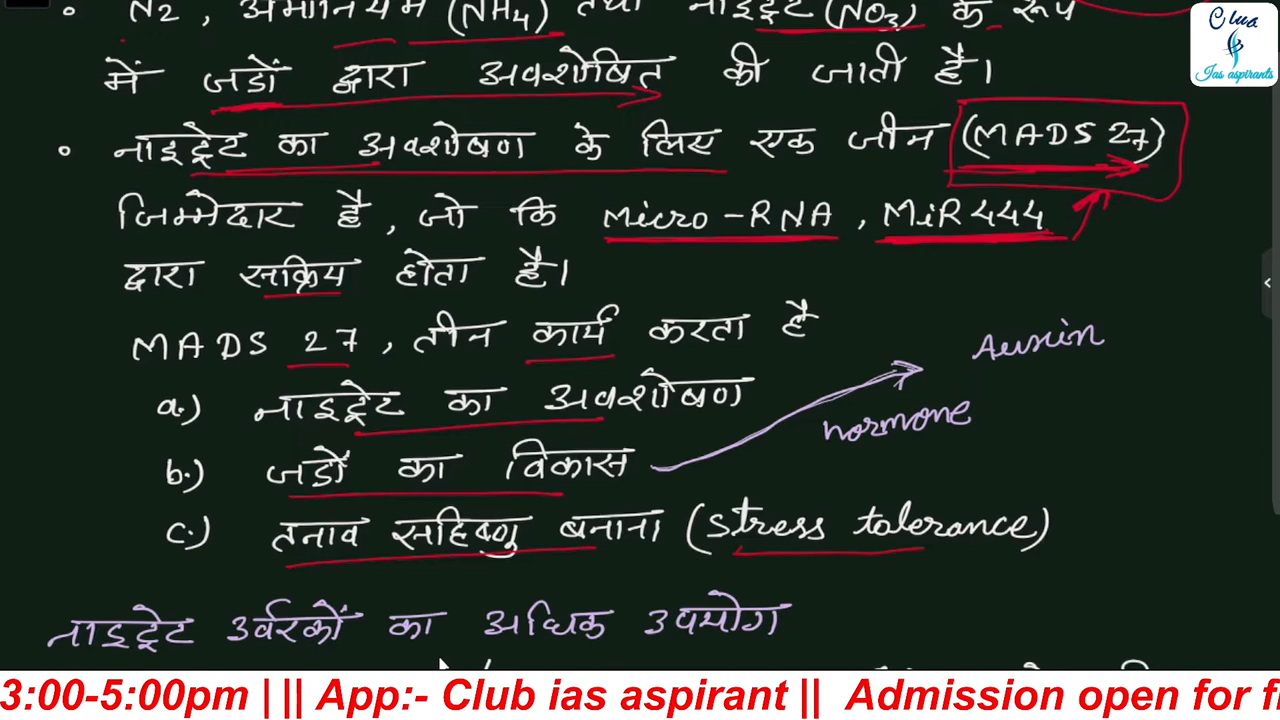 N2, अमोनियम (NH4) तथा नाइट्रेट (NO3) के रूप
में जडों द्वारा अवशोषित की जाती है।
• नाइट्रेट का अवशोषण के लिए एक जीन (MADS 27)
जिम्मेदार है, जो कि Micro-RNA, MiR444
द्वारा सक्रिय होता है।
MADS 27, तीन कार्य करता है
a.) नाइट्रेट का अवशोषण
Auxin
hormone
b.) जडों का विकास
c.) तनाव सहिष्णु बनाना (stress tolerance)
नाइट्रेट उर्वरकों का अधिक उपयोग
Club
Ias aspirants
3:00-5:00pm | || App:- Club ias aspirant || Admission open for